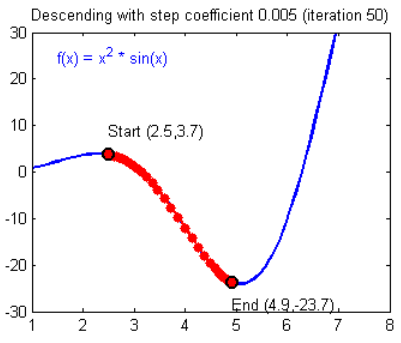 Descending with step coefficient 0.005 (iteration 50)
f(x) = x² * sin(x)
Start (2.5,3.7)
End (4.9,-23.7)
30
20
10
0
-10
-20
-30
1 2 3 4 5 6 7 8